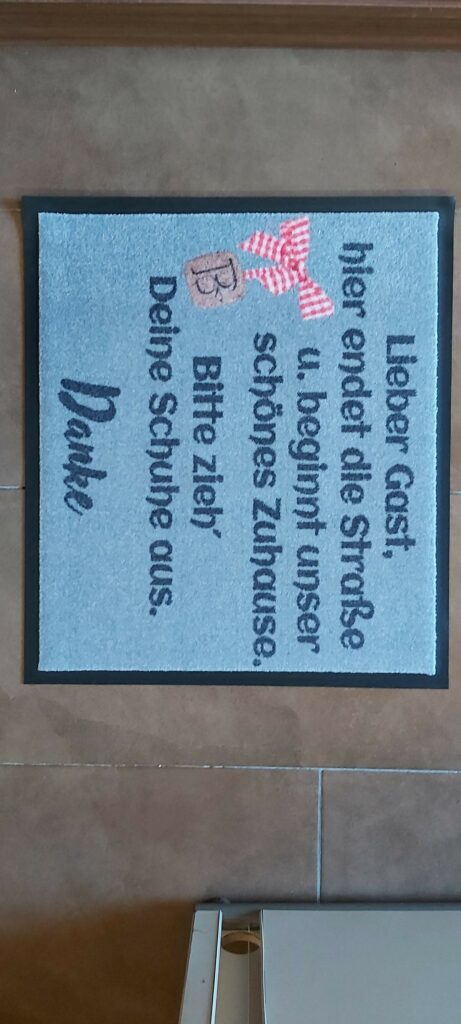 Lieber Gast,
hier endet die Straße
u. beginnt unser
schönes Zuhause.
B
Bitte zieh'
Deine Schuhe aus.
Danke